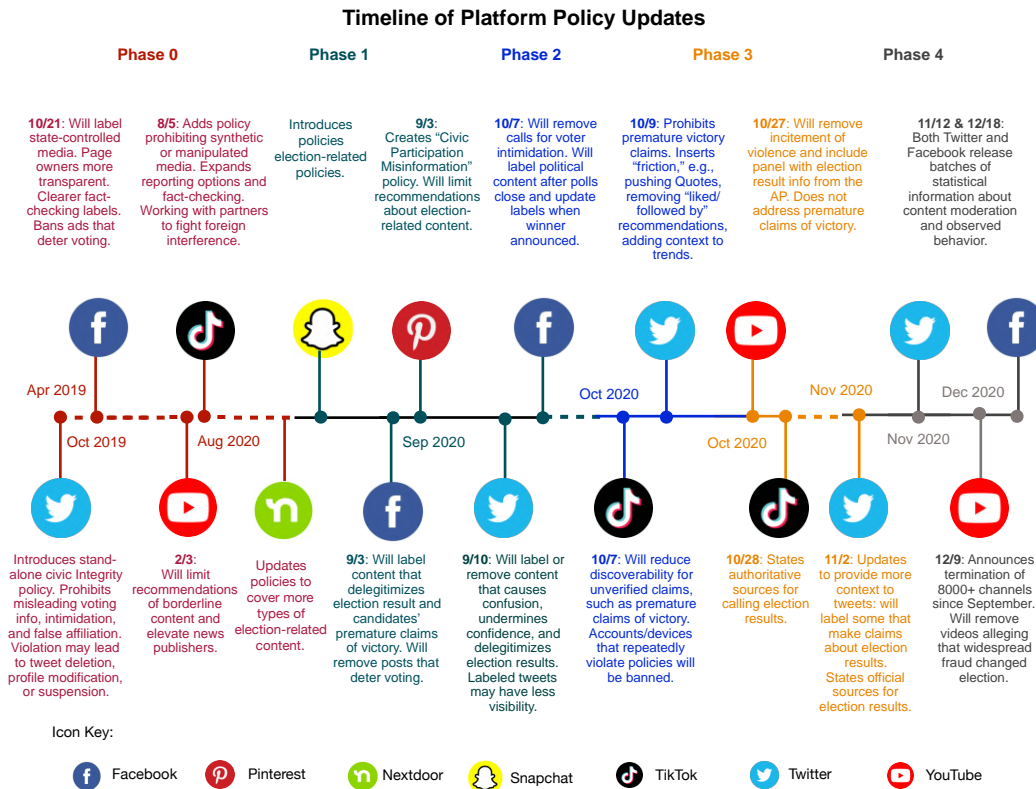 Timeline of Platform Policy Updates
Phase 0
Phase 1
Phase 2
Phase 3
Phase 4
10/21: Will label
state-controlled
media. Page
owners more
transparent.
Clearer fact-
checking labels.
Bans ads that
deter voting.
8/5: Adds policy
prohibiting synthetic
or manipulated
media. Expands
reporting options and
fact-checking.
Working with partners
to fight foreign
interference.
Introduces
policies
election-related
policies.
9/3:
Creates “Civic
Participation
Misinformation”
policy. Will limit
recommendations
about election-
related content.
10/7: Will remove
calls for voter
intimidation. Will
label political
content after polls
close and update
labels when
winner
announced.
10/9: Prohibits
premature victory
claims. Inserts
“friction,” e.g.,
pushing Quotes,
removing “liked/
followed by”
recommendations,
adding context to
trends.
10/27: Will remove
incitement of
violence and include
panel with election
result info from the
AP. Does not
address premature
claims of victory.
11/12 & 12/18:
Both Twitter and
Facebook release
batches of
statistical
information about
content moderation
and observed
behavior.
Apr 2019
Oct 2019
Aug 2020
Sep 2020
Oct 2020
Oct 2020
Nov 2020
Nov 2020
Dec 2020
Introduces stand-
alone civic Integrity
policy. Prohibits
misleading voting
info, intimidation,
and false affiliation.
Violation may lead
to tweet deletion,
profile modification,
or suspension.
2/3:
Will limit
recommendations
of borderline
content and
elevate news
publishers.
Updates
policies to
cover more
types of
election-related
content.
9/3: Will label
content that
delegitimizes
election result and
candidates’
premature claims
of victory. Will
remove posts that
deter voting.
9/10: Will label or
remove content
that causes
confusion,
undermines
confidence, and
delegitimizes
election results.
Labeled tweets
may have less
visibility.
10/7: Will reduce
discoverability for
unverified claims,
such as premature
claims of victory.
Accounts/devices
that repeatedly
violate policies will
be banned.
10/28: States
authoritative
sources for
calling election
results.
11/2: Updates
to provide more
context to
tweets: will
label some that
make claims
about election
results.
States official
sources for
election results.
12/9: Announces
termination of
8000+ channels
since September.
Will remove
videos alleging
that widespread
fraud changed
election.
Icon Key:
Facebook
Pinterest
Nextdoor
Snapchat
TikTok
Twitter
YouTube